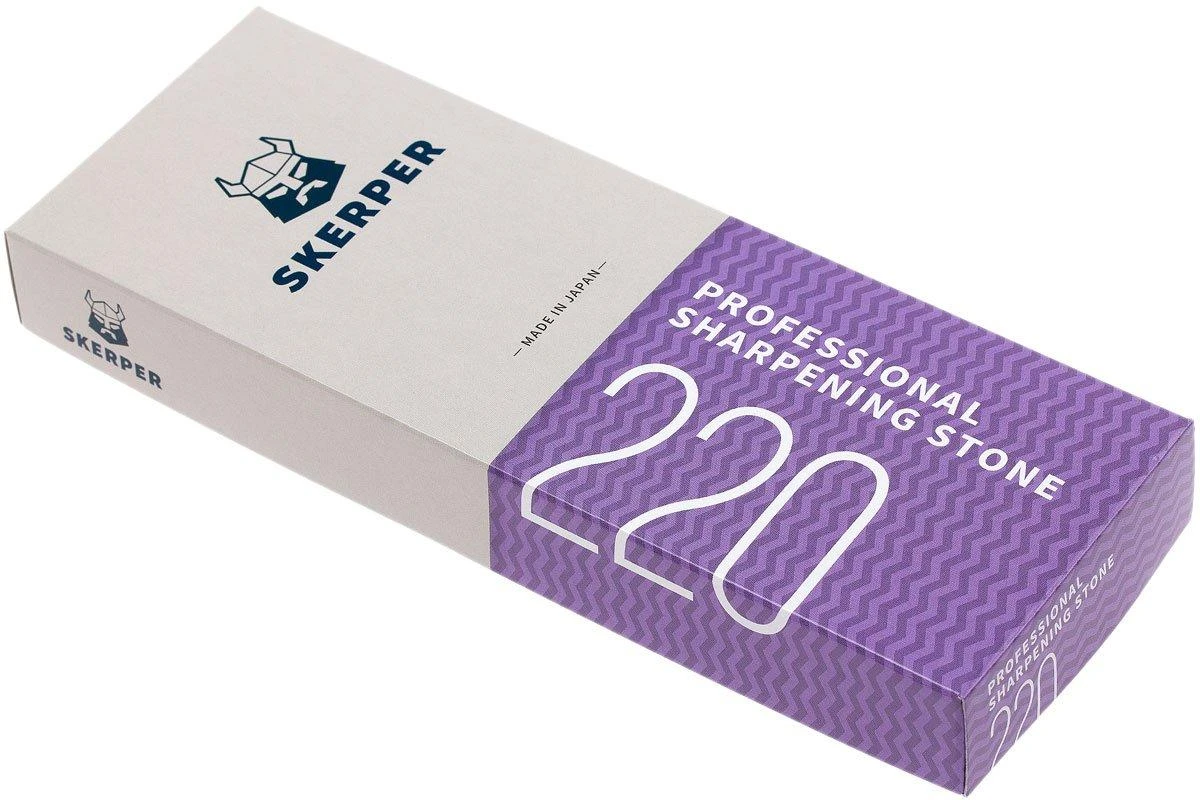 SKERPER
— MADE IN JAPAN —
PROFESSIONAL
SHARPENING STONE
220
SKERPER
PROFESSIONAL
SHARPENING STONE
220